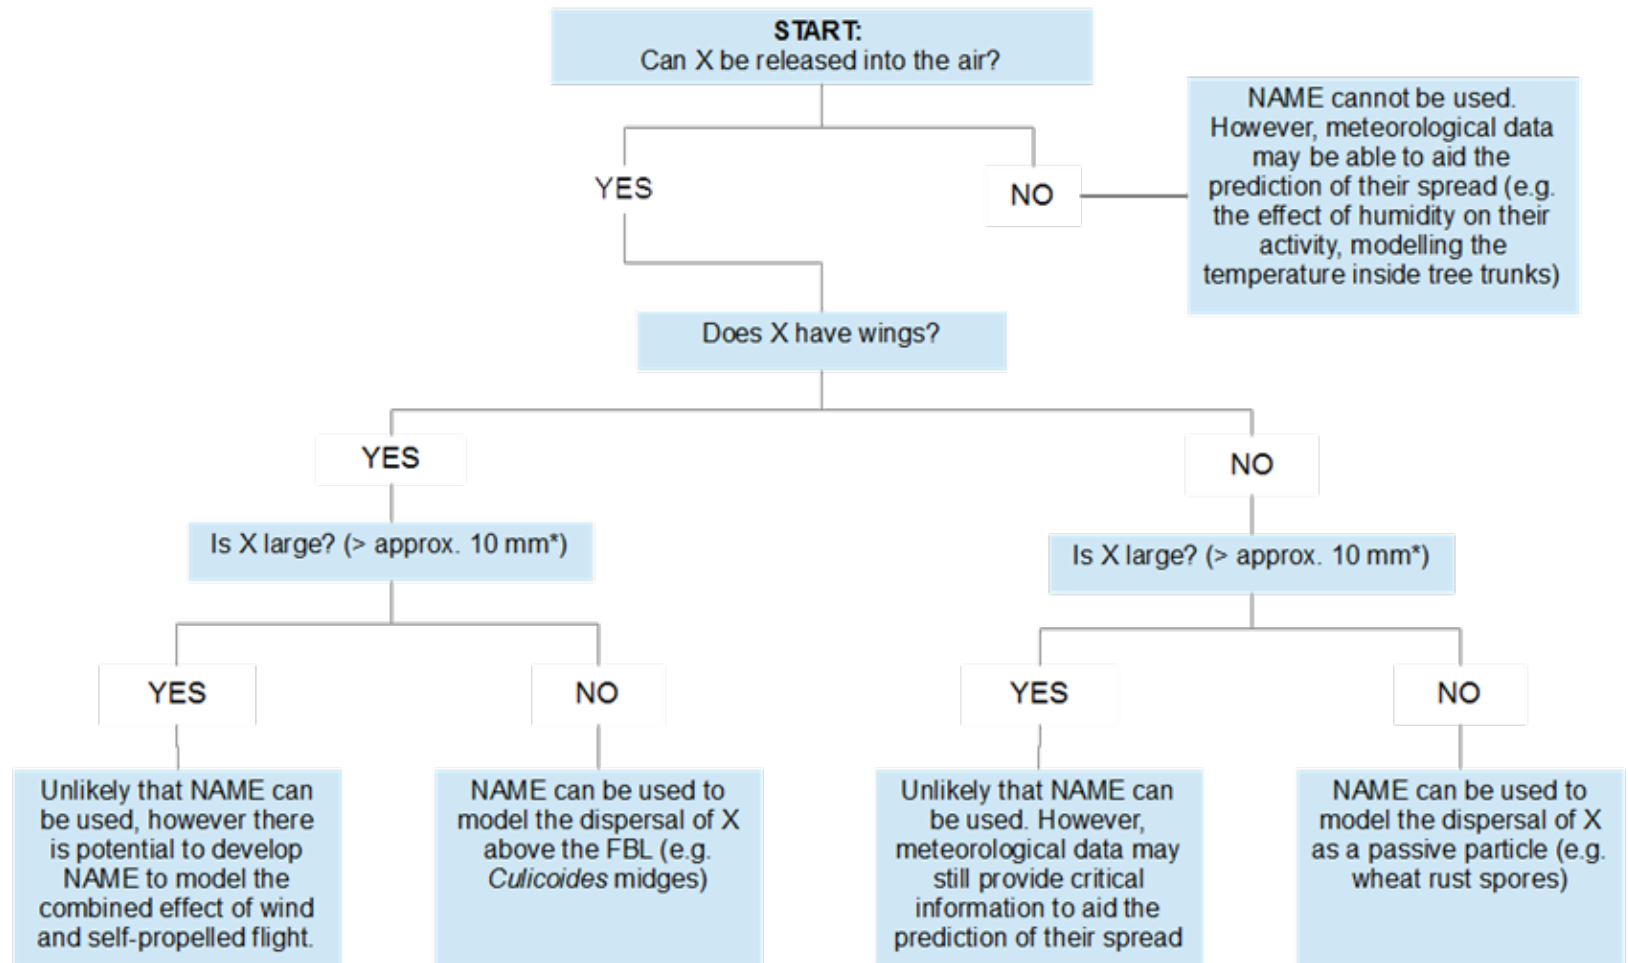 START:
Can X be released into the air?
NAME cannot be used.
However, meteorological data
may be able to aid the
prediction of their spread (e.g.
the effect of humidity on their
activity, modelling the
temperature inside tree trunks)
YES
NO
Does X have wings?
YES
NO
Is X large? (> approx. 10 mm*)
Is X large? (> approx. 10 mm*)
YES
NO
YES
NO
Unlikely that NAME can
be used, however there
is potential to develop
NAME to model the
combined effect of wind
and self-propelled flight.
NAME can be used to
model the dispersal of X
above the FBL (e.g.
Culicoides midges)
Unlikely that NAME can
be used. However,
meteorological data may
still provide critical
information to aid the
prediction of their spread
NAME can be used to
model the dispersal of X
as a passive particle (e.g.
wheat rust spores)